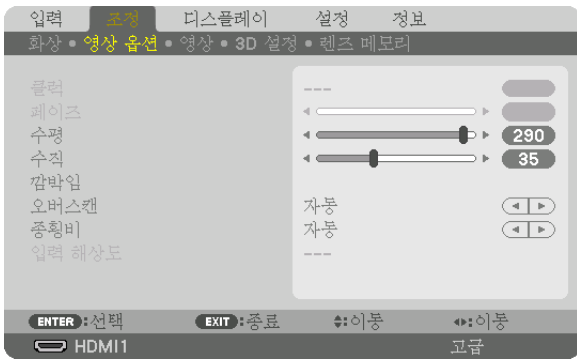 입력 조정 디스플레이 설정 정보
화상 • 영상 옵션 • 영상 • 3D 설정 • 렌즈 메모리
클럭 ---
페이즈
수평 290
수직 35
깜박임
오버스캔 자동
종횡비 자동
입력 해상도 ---
ENTER :선택 EXIT :종료 :이동 :이동
HDMI1 고급